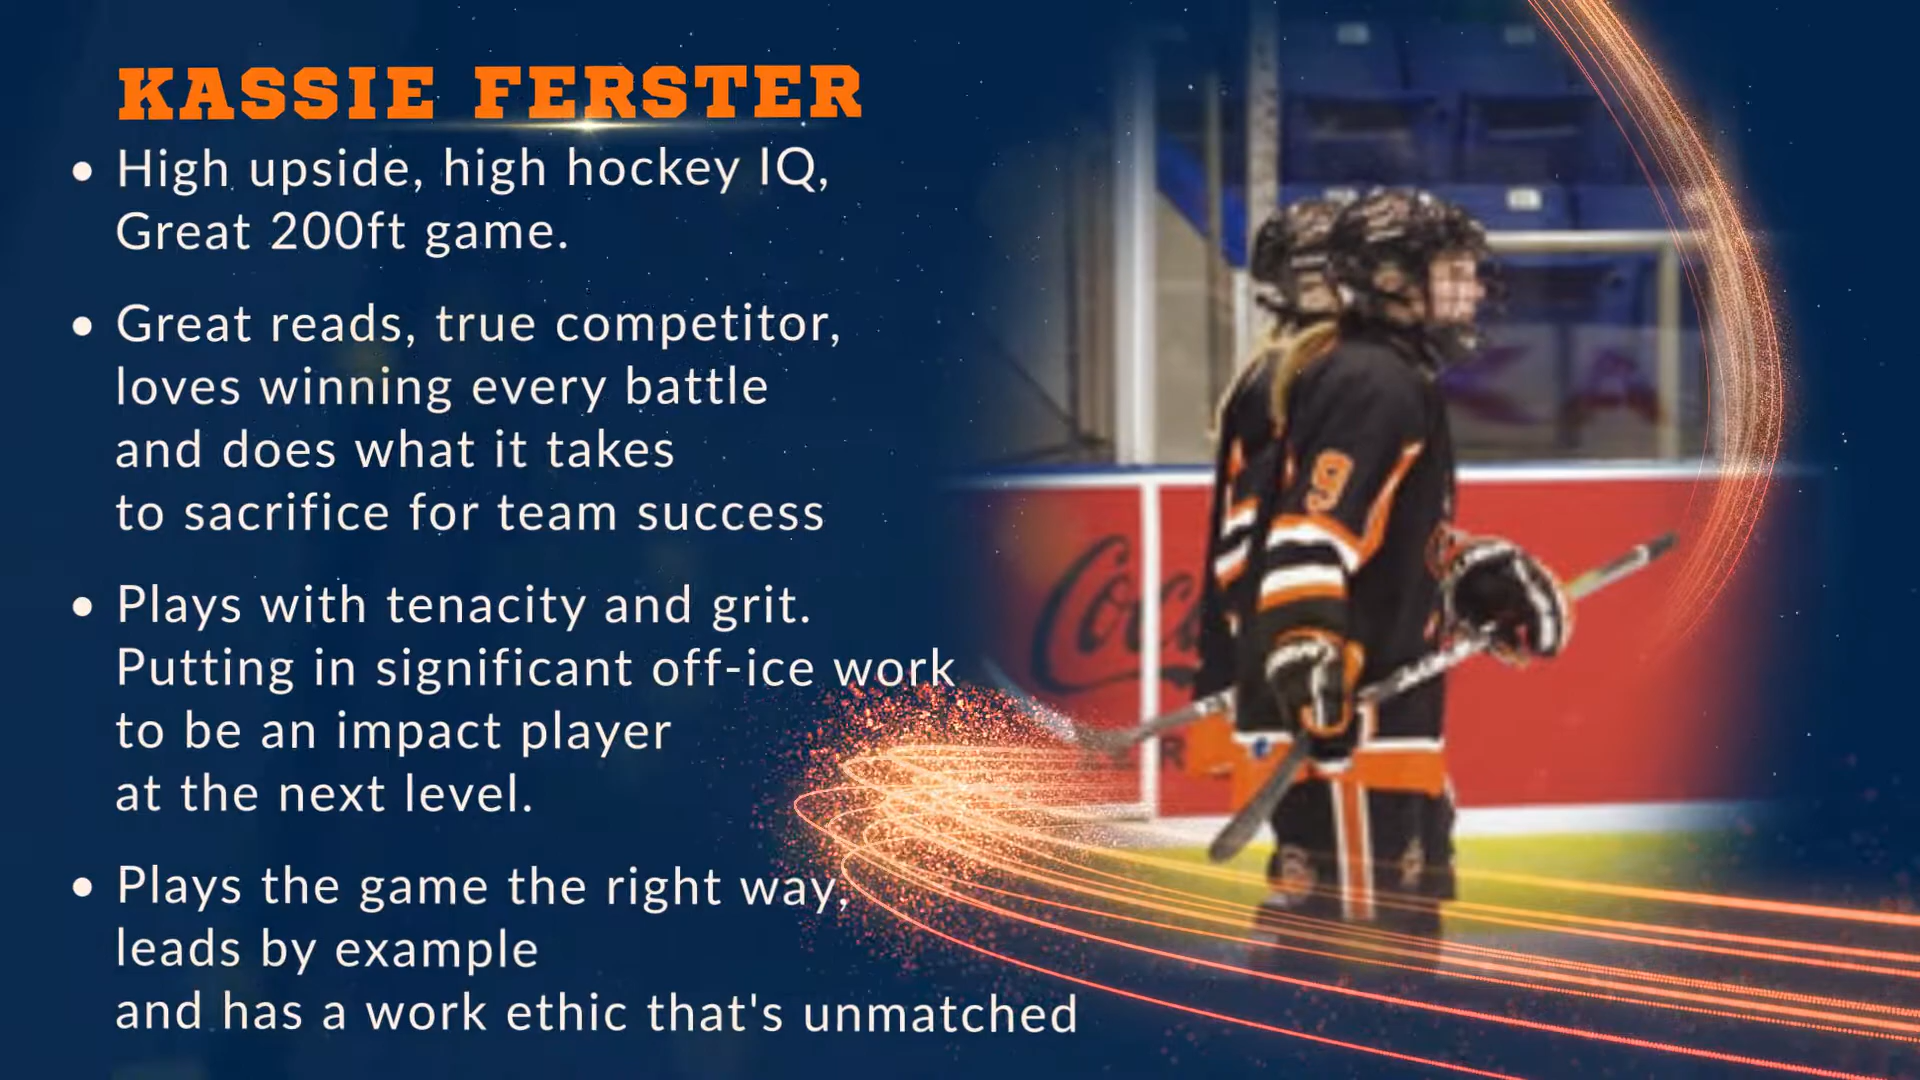 KASSIE FERSTER
• High upside, high hockey IQ,
Great 200ft game.
• Great reads, true competitor,
loves winning every battle
and does what it takes
to sacrifice for team success
• Plays with tenacity and grit.
Putting in significant off-ice work
to be an impact player
at the next level.
• Plays the game the right way,
leads by example
and has a work ethic that's unmatched
9
Coca